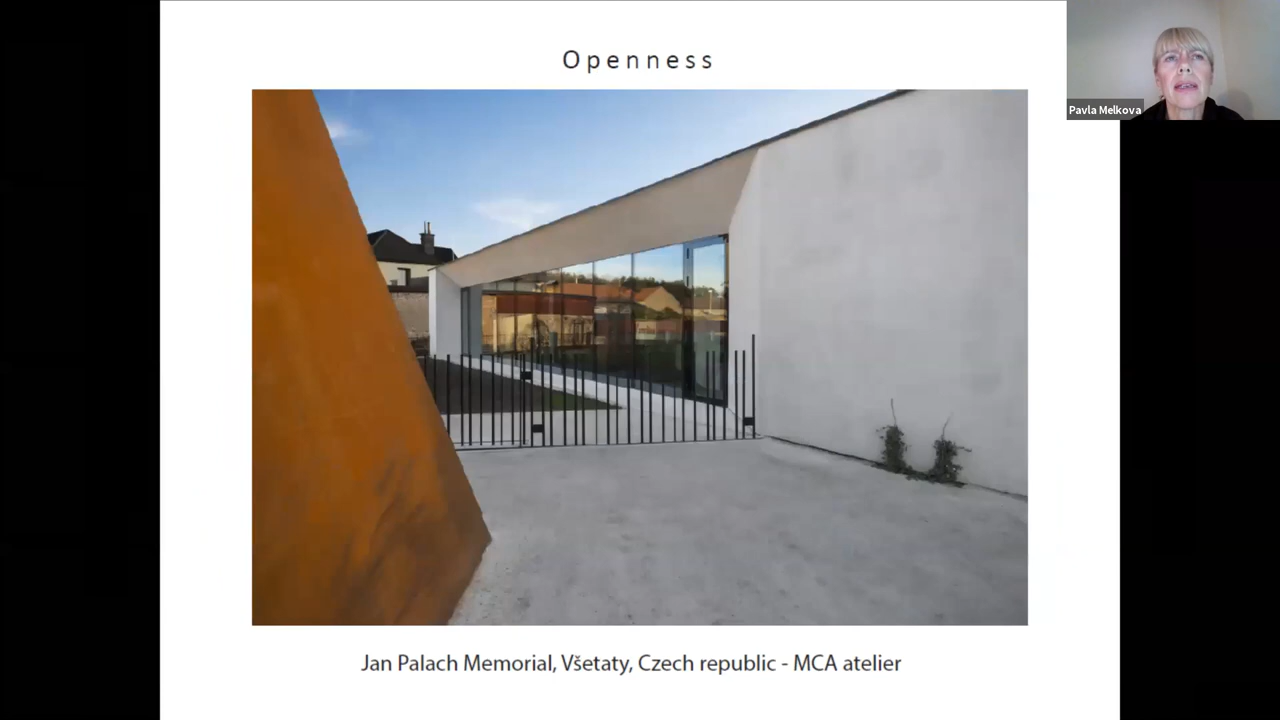 Openness
Pavla Melkova
Jan Palach Memorial, Všetaty, Czech republic - MCA atelier